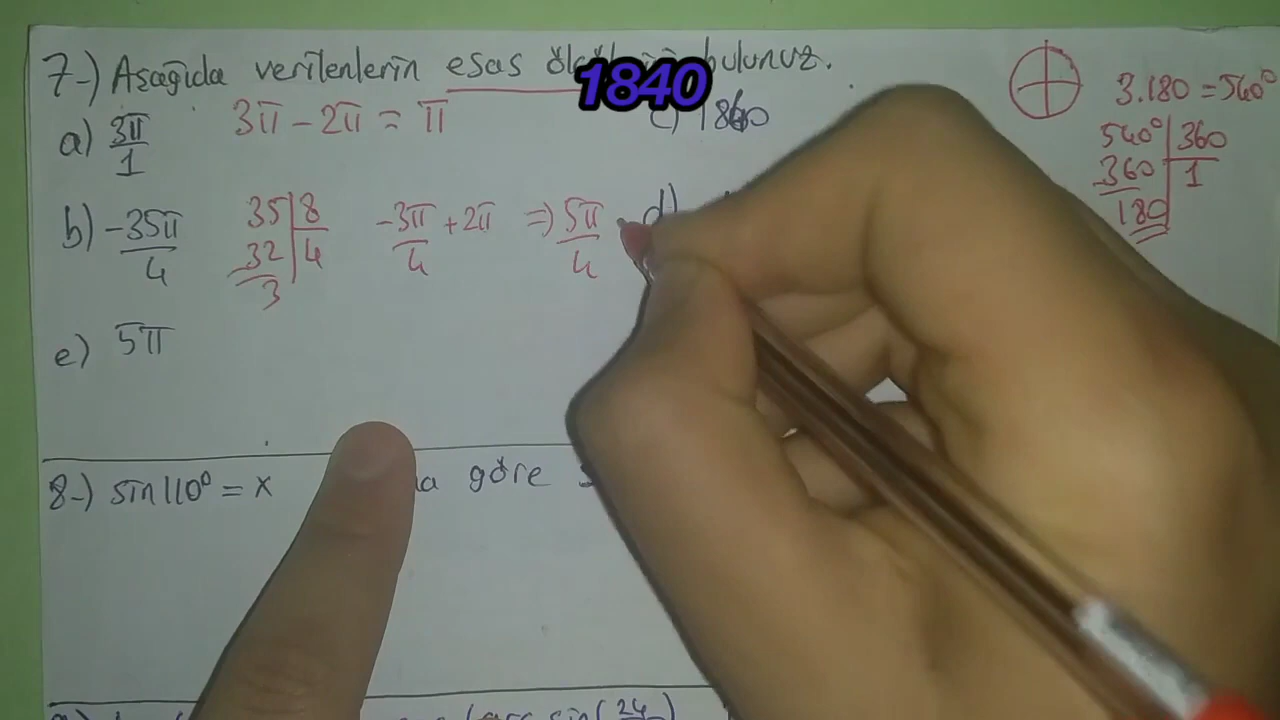 7-) Aşağıda verilenlerin esas bulunuz.
1840
a) 3π/1 3π - 2π = π
c) 1860
b) -35π/4 35 | 8 32 4 3 -3π/4 + 2π => 5π/4
d)
e) 5π
3.180 = 540°
540° | 360
360 1
180
8-) sin110° = x göre
24